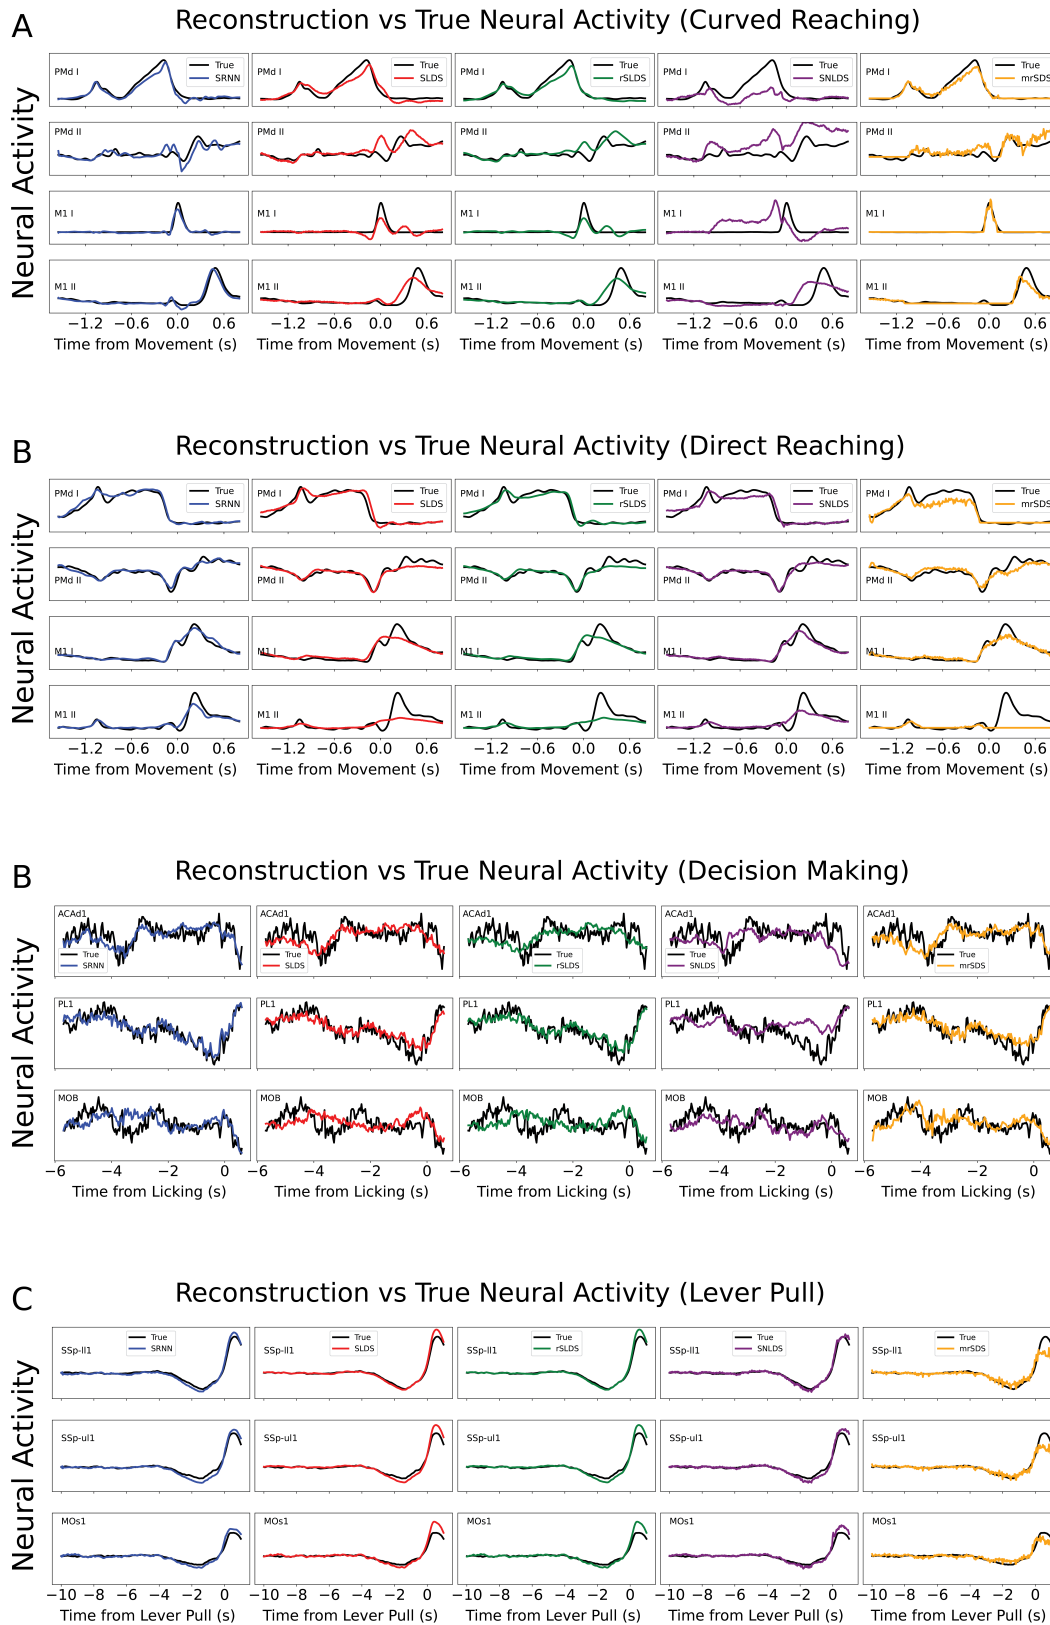 A
Reconstruction vs True Neural Activity (Curved Reaching)
Neural Activity
PMd I
True
SRNN
PMd I
True
SLDS
PMd I
True
rSLDS
PMd I
True
SNLDS
PMd I
True
mrSDS
PMd II
PMd II
PMd II
PMd II
PMd II
M1 I
M1 I
M1 I
M1 I
M1 I
M1 II
M1 II
M1 II
M1 II
M1 II
−1.2 −0.6 0.0 0.6
−1.2 −0.6 0.0 0.6
−1.2 −0.6 0.0 0.6
−1.2 −0.6 0.0 0.6
−1.2 −0.6 0.0 0.6
Time from Movement (s)
Time from Movement (s)
Time from Movement (s)
Time from Movement (s)
Time from Movement (s)
B
Reconstruction vs True Neural Activity (Direct Reaching)
Neural Activity
PMd I
True
SRNN
PMd I
True
SLDS
PMd I
True
rSLDS
PMd I
True
SNLDS
PMd I
True
mrSDS
PMd II
PMd II
PMd II
PMd II
PMd II
M1 I
M1 I
M1 I
M1 I
M1 I
M1 II
M1 II
M1 II
M1 II
M1 II
−1.2 −0.6 0.0 0.6
−1.2 −0.6 0.0 0.6
−1.2 −0.6 0.0 0.6
−1.2 −0.6 0.0 0.6
−1.2 −0.6 0.0 0.6
Time from Movement (s)
Time from Movement (s)
Time from Movement (s)
Time from Movement (s)
Time from Movement (s)
B
Reconstruction vs True Neural Activity (Decision Making)
Neural Activity
ACAd1
True
SRNN
ACAd1
True
SLDS
ACAd1
True
rSLDS
ACAd1
True
SNLDS
ACAd1
True
mrSDS
PL1
PL1
PL1
PL1
PL1
MOB
MOB
MOB
MOB
MOB
−6 −4 −2 0
−6 −4 −2 0
−6 −4 −2 0
−6 −4 −2 0
−6 −4 −2 0
Time from Licking (s)
Time from Licking (s)
Time from Licking (s)
Time from Licking (s)
Time from Licking (s)
C
Reconstruction vs True Neural Activity (Lever Pull)
Neural Activity
SSp-ll1
True
SRNN
SSp-ll1
True
SLDS
SSp-ll1
True
rSLDS
SSp-ll1
True
SNLDS
SSp-ll1
True
mrSDS
SSp-ul1
SSp-ul1
SSp-ul1
SSp-ul1
SSp-ul1
MOs1
MOs1
MOs1
MOs1
MOs1
−10 −8 −6 −4 −2 0
−10 −8 −6 −4 −2 0
−10 −8 −6 −4 −2 0
−10 −8 −6 −4 −2 0
−10 −8 −6 −4 −2 0
Time from Lever Pull (s)
Time from Lever Pull (s)
Time from Lever Pull (s)
Time from Lever Pull (s)
Time from Lever Pull (s)